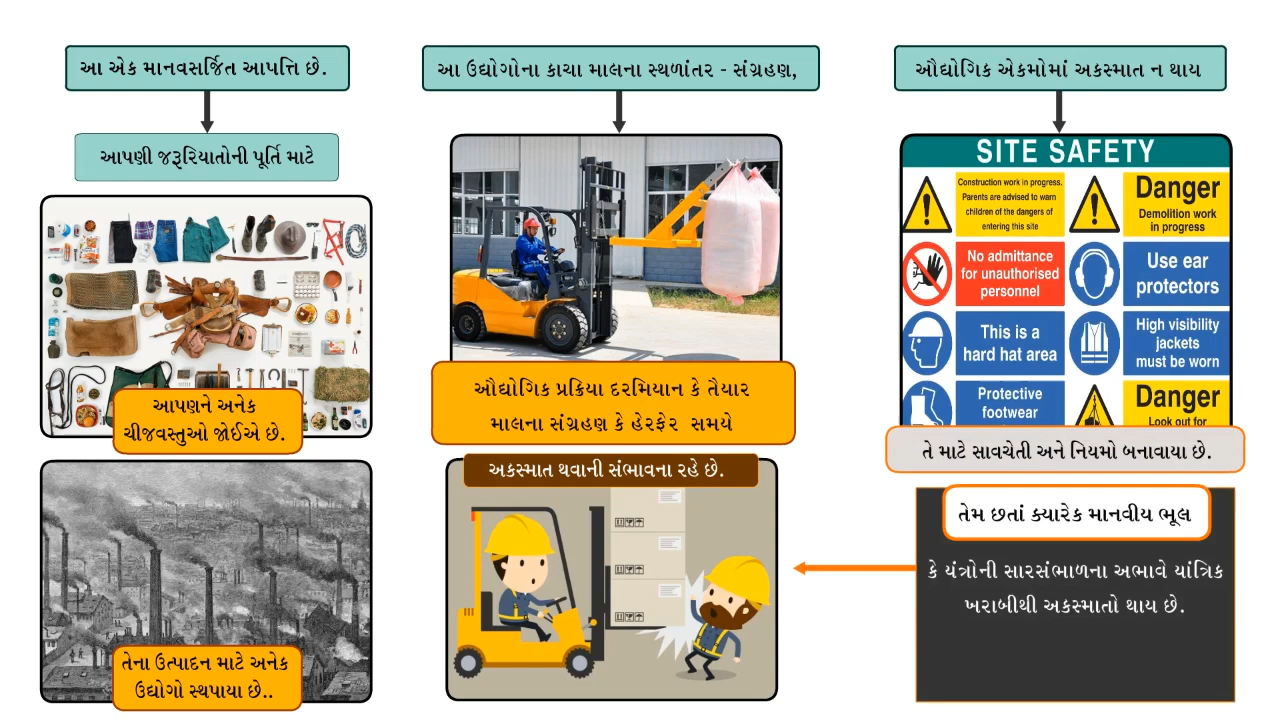 આ એક માનવસર્જિત આપત્તિ છે.
આપણી જરૂરિયાતોની પૂર્તિ માટે
આપણને અનેક
ચીજવસ્તુઓ જોઈએ છે.
તેના ઉત્પાદન માટે અનેક
ઉદ્યોગો સ્થપાયા છે..
આ ઉદ્યોગોના કાચા માલના સ્થળાંતર - સંગ્રહણ,
ઔદ્યોગિક પ્રક્રિયા દરમિયાન કે તૈયાર
માલના સંગ્રહણ કે હેરફેર સમયે
અકસ્માત થવાની સંભાવના રહે છે.
ઔદ્યોગિક એકમોમાં અકસ્માત ન થાય
SITE SAFETY
Construction work in progress.
Parents are advised to warn
children of the dangers of
entering this site
Danger
Demolition work
in progress
No admittance
for unauthorised
personnel
Use ear
protectors
This is a
hard hat area
High visibility
jackets
must be worn
Protective
footwear
Danger
Look out for
તે માટે સાવચેતી અને નિયમો બનાવાયા છે.
તેમ છતાં ક્યારેક માનવીય ભૂલ
કે યંત્રોની સારસંભાળના અભાવે યાંત્રિક
ખરાબીથી અકસ્માતો થાય છે.